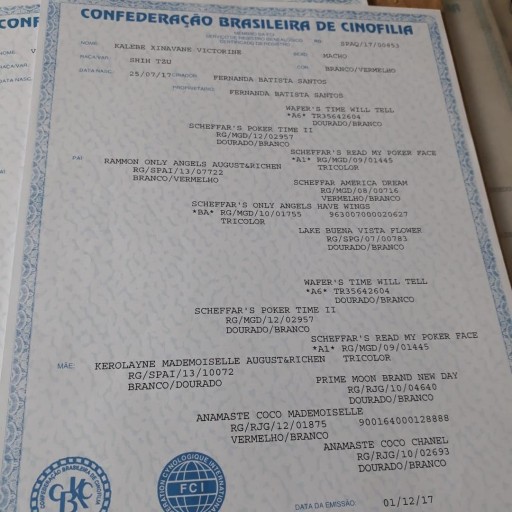 CONFEDERAÇÃO BRASILEIRA DE CINOFILIA
NOME: KALEBE XINAVANE VICTORINE RG: SPAQ/17/00853
RAÇA/VAR: SHIH TZU SEXO: MACHO
DATA NASC: 25/07/17 CRIADOR: FERNANDA BATISTA SANTOS COR: BRANCO/VERMELHO
PROPRIETÁRIO: FERNANDA BATISTA SANTOS
WAFER'S TIME WILL TELL
*A6* TR35642604
DOURADO/BRANCO
SCHEFFAR'S POKER TIME II
RG/MGD/12/02957
DOURADO/BRANCO
SCHEFFAR'S READ MY POKER FACE
*A1* RG/MGD/09/01445
TRICOLOR
PAI: RAMMON ONLY ANGELS AUGUST&RICHEN
RG/SPAI/13/07722
BRANCO/VERMELHO
SCHEFFAR AMERICA DREAM
RG/MGD/08/00716
VERMELHO/BRANCO
SCHEFFAR'S ONLY ANGELS HAVE WINGS
*BA* RG/MGD/10/01755 963007000020627
TRICOLOR
LAKE BUENA VISTA FLOWER
RG/SPG/07/00783
DOURADO/BRANCO
WAFER'S TIME WILL TELL
*A6* TR35642604
DOURADO/BRANCO
SCHEFFAR'S POKER TIME II
RG/MGD/12/02957
DOURADO/BRANCO
SCHEFFAR'S READ MY POKER FACE
*A1* RG/MGD/09/01445
TRICOLOR
MÃE: KEROLAYNE MADEMOISELLE AUGUST&RICHEN
RG/SPAI/13/10072
BRANCO/DOURADO
PRIME MOON BRAND NEW DAY
RG/RJG/10/04640
DOURADO/BRANCO
ANAMASTE COCO MADEMOISELLE
RG/RJG/12/01875 900164000128888
VERMELHO/BRANCO
ANAMASTE COCO CHANEL
RG/RJG/10/02693
DOURADO/BRANCO
CBKC
FCI
DATA DA EMISSÃO: 01/12/17